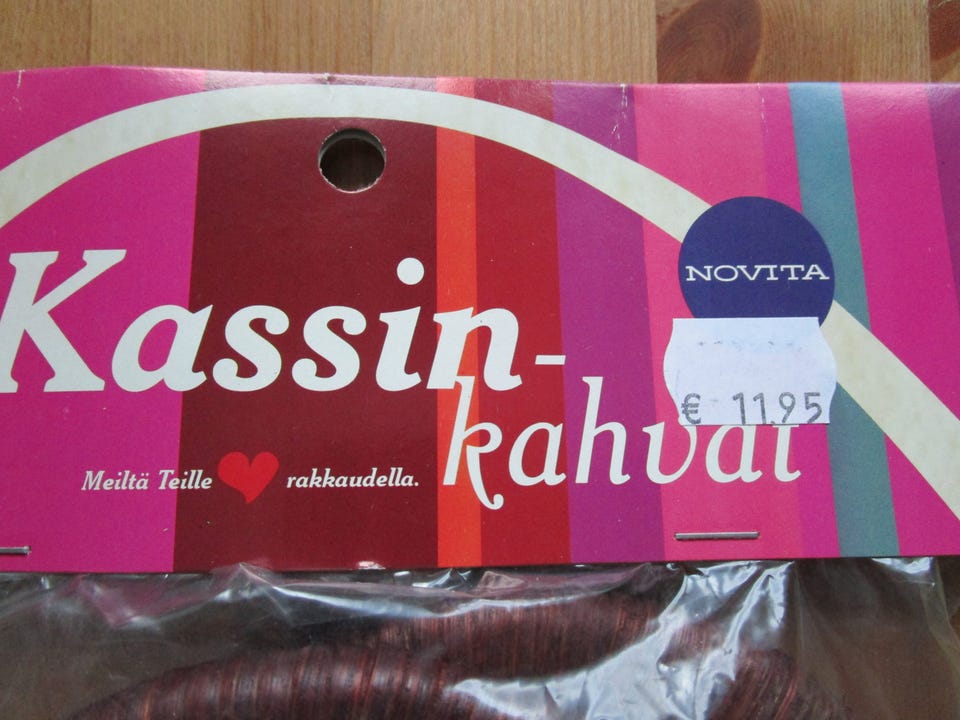 NOVITA
Kassin-
kahvat
€ 11.95
Meiltä Teille rakkaudella.